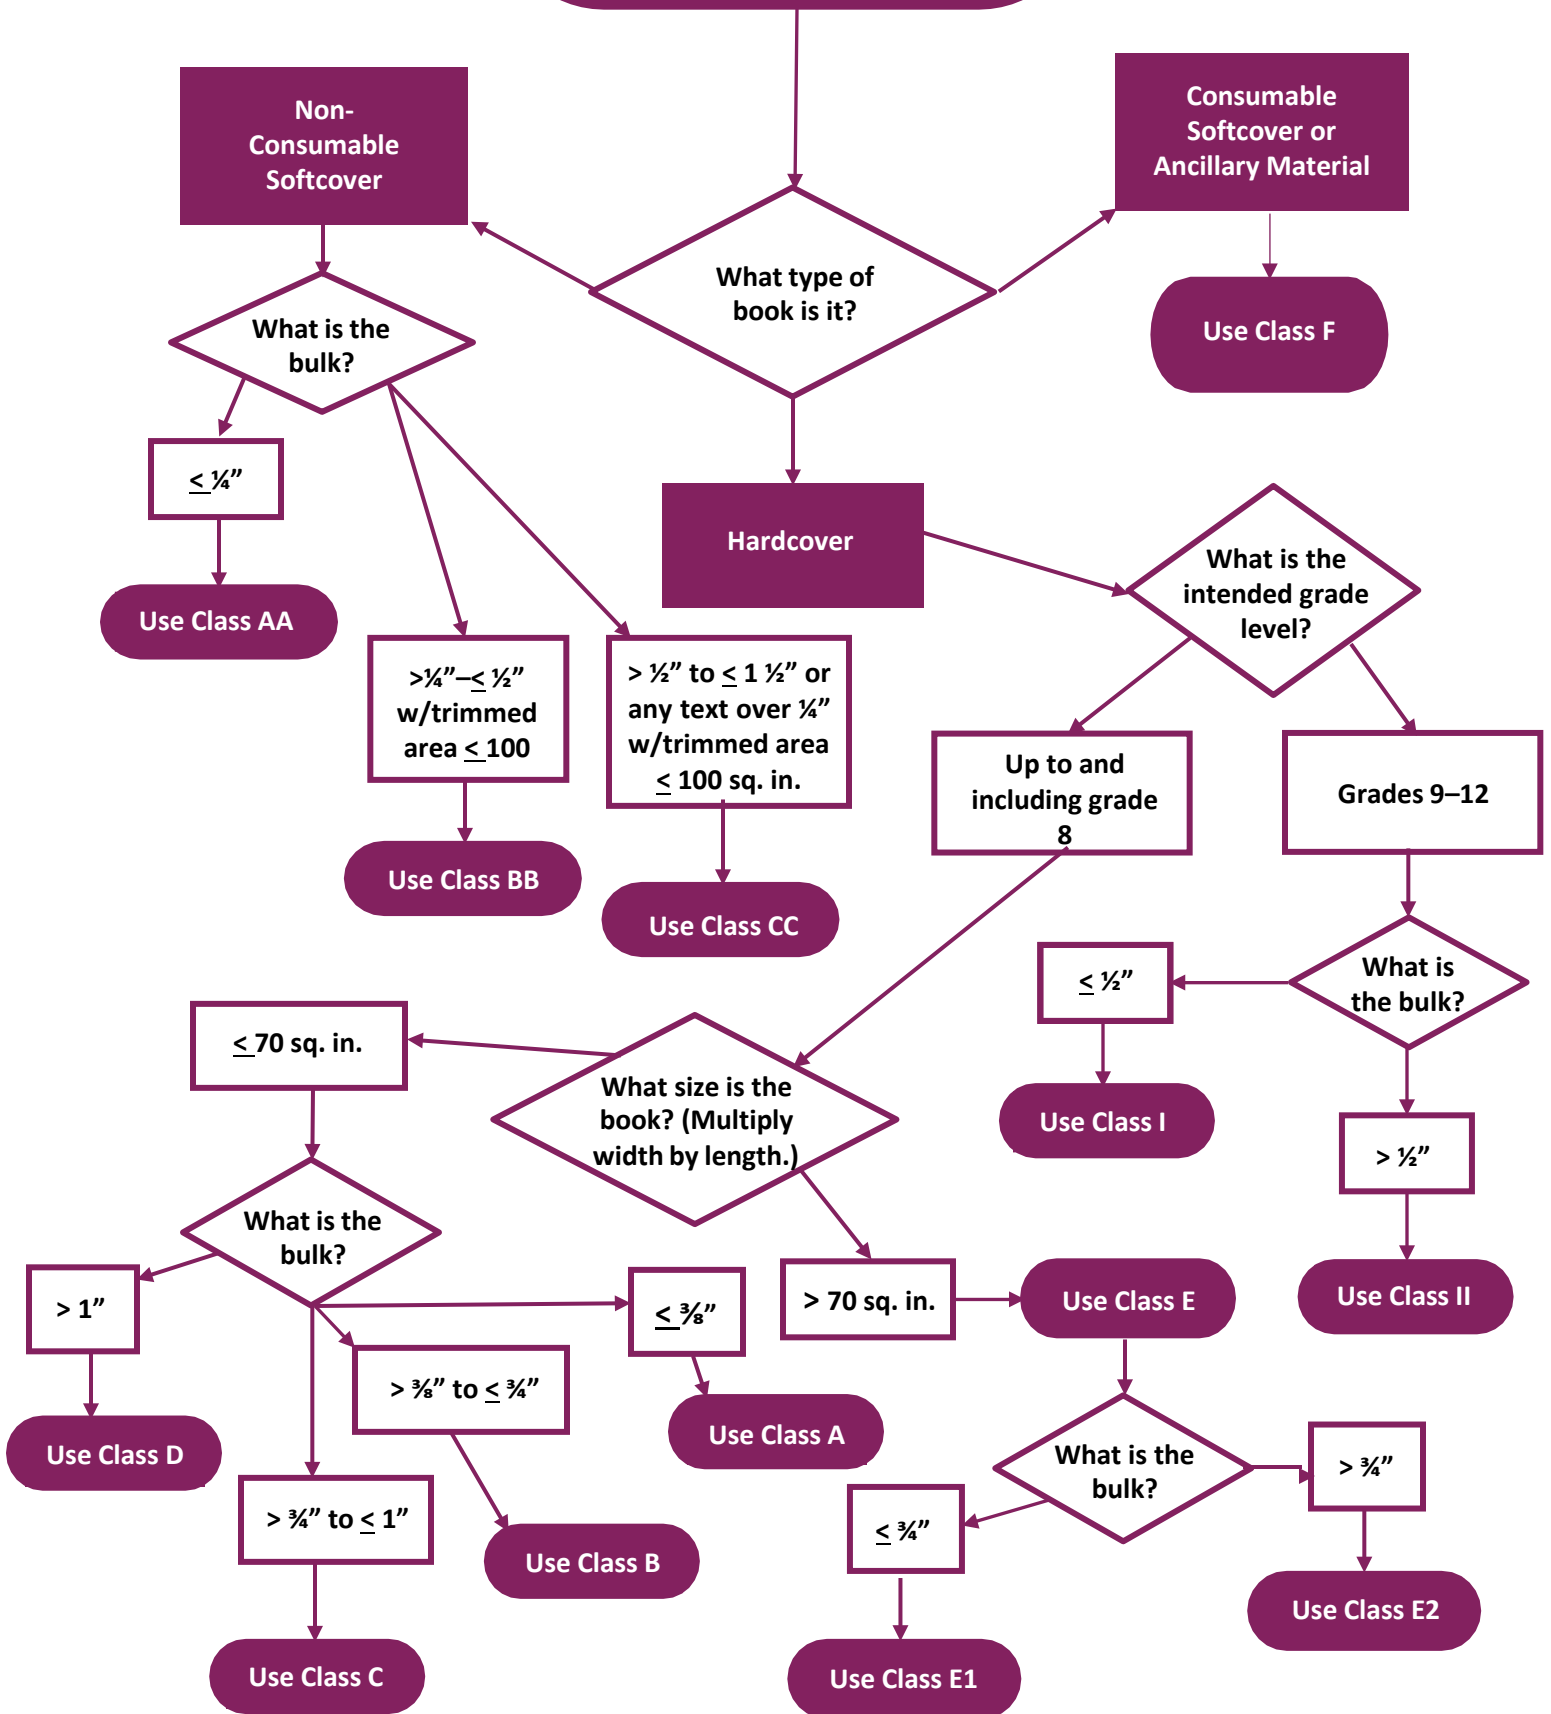 Non-
Consumable
Softcover
Consumable
Softcover or
Ancillary Material
What type of
book is it?
What is the
bulk?
Use Class F
≤ ¼”
Hardcover
What is the
intended grade
level?
Use Class AA
>¼”–≤ ½”
w/trimmed
area ≤ 100
> ½” to ≤ 1 ½” or
any text over ¼”
w/trimmed area
≤ 100 sq. in.
Up to and
including grade
8
Grades 9–12
Use Class BB
Use Class CC
≤ ½”
What is
the bulk?
≤ 70 sq. in.
What size is the
book? (Multiply
width by length.)
Use Class I
> ½”
What is the
bulk?
> 1”
≤ ⅜”
> 70 sq. in.
Use Class E
Use Class II
> ⅜” to ≤ ¾”
Use Class D
Use Class A
What is the
bulk?
> ¾”
> ¾” to ≤ 1”
≤ ¾”
Use Class B
Use Class E2
Use Class C
Use Class E1